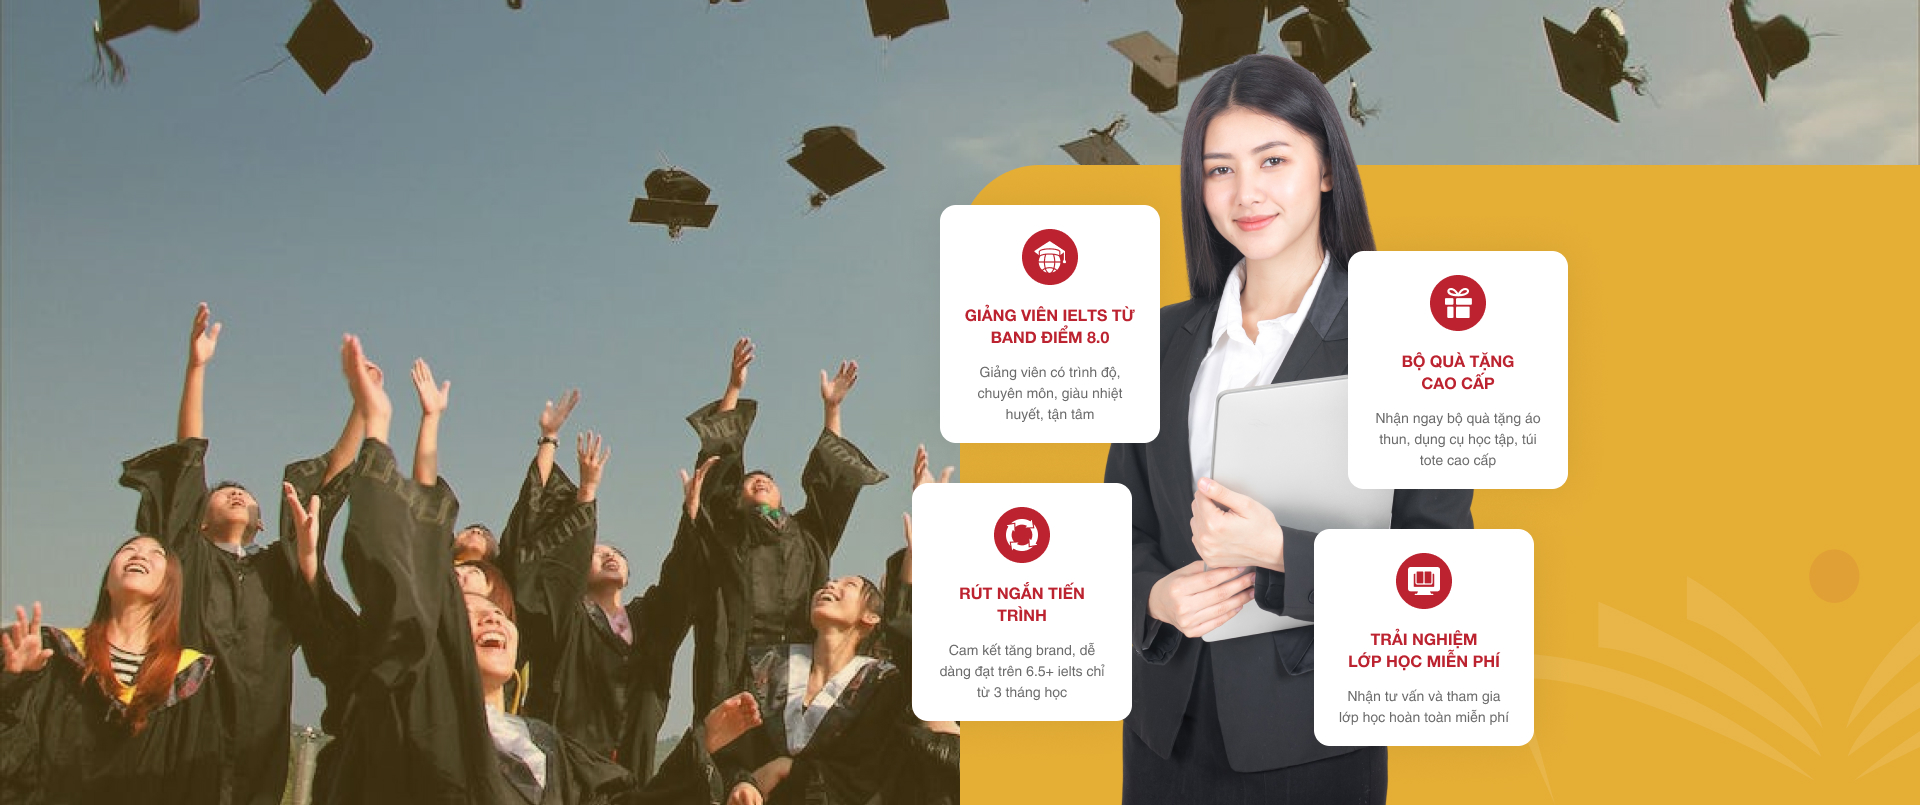 GIẢNG VIÊN IELTS TỪ
BAND ĐIỂM 8.0
Giảng viên có trình độ,
chuyên môn, giàu nhiệt
huyết, tận tâm
BỘ QUÀ TẶNG
CAO CẤP
Nhận ngay bộ quà tặng áo
thun, dụng cụ học tập, túi
tote cao cấp
RÚT NGẮN TIẾN
TRÌNH
Cam kết tăng brand, dễ
dàng đạt trên 6.5+ ielts chỉ
từ 3 tháng học
TRẢI NGHIỆM
LỚP HỌC MIỄN PHÍ
Nhận tư vấn và tham gia
lớp học hoàn toàn miễn phí